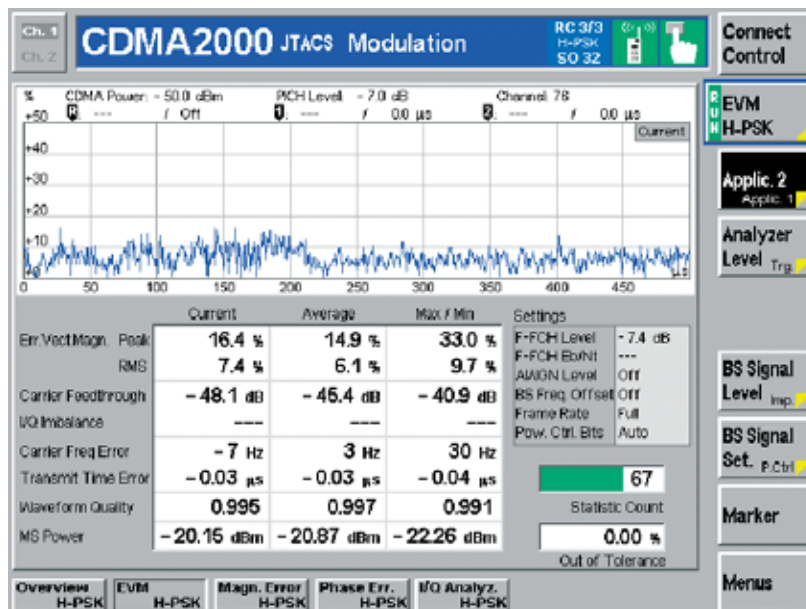 Ch. 1
Ch. 2
CDMA2000 JTACS Modulation
RC 3/3
H-PSK
SO 32
Connect
Control
% CDMA Power: - 50.0 dBm PICH Level: - 7.0 dB Channel: 76
R: --- / Off 1: --- / 0.0 µs 2: --- / 0.0 µs
Current
+50
+40
+30
+20
+10
+0
µs
0 50 100 150 200 250 300 350 400 450
RUN
EVM
H-PSK
Applic. 2
Applic. 1
Analyzer
Level Trg.
Current Average Max / Min
Err.Vect.Magn. Peak 16.4 % 14.9 % 33.0 %
RMS 7.4 % 6.1 % 9.7 %
Carrier Feedthrough - 48.1 dB - 45.4 dB - 40.9 dB
I/Q Imbalance --- --- ---
Carrier Freq Error - 7 Hz 3 Hz 30 Hz
Transmit Time Error - 0.03 µs - 0.03 µs - 0.04 µs
Waveform Quality 0.995 0.997 0.991
MS Power - 20.15 dBm - 20.87 dBm - 22.26 dBm
Settings
F-FCH Level - 7.4 dB
F-FCH Eb/Nt ---
AWGN Level Off
BS Freq. Offset Off
Frame Rate Full
Pow. Ctrl. Bits Auto
67
Statistic Count
0.00 %
Out of Tolerance
BS Signal
Level Imp.
BS Signal
Set. P.Ctrl
Marker
Menus
Overview
H-PSK
EVM
H-PSK
Magn. Error
H-PSK
Phase Err.
H-PSK
I/Q Analyz.
H-PSK